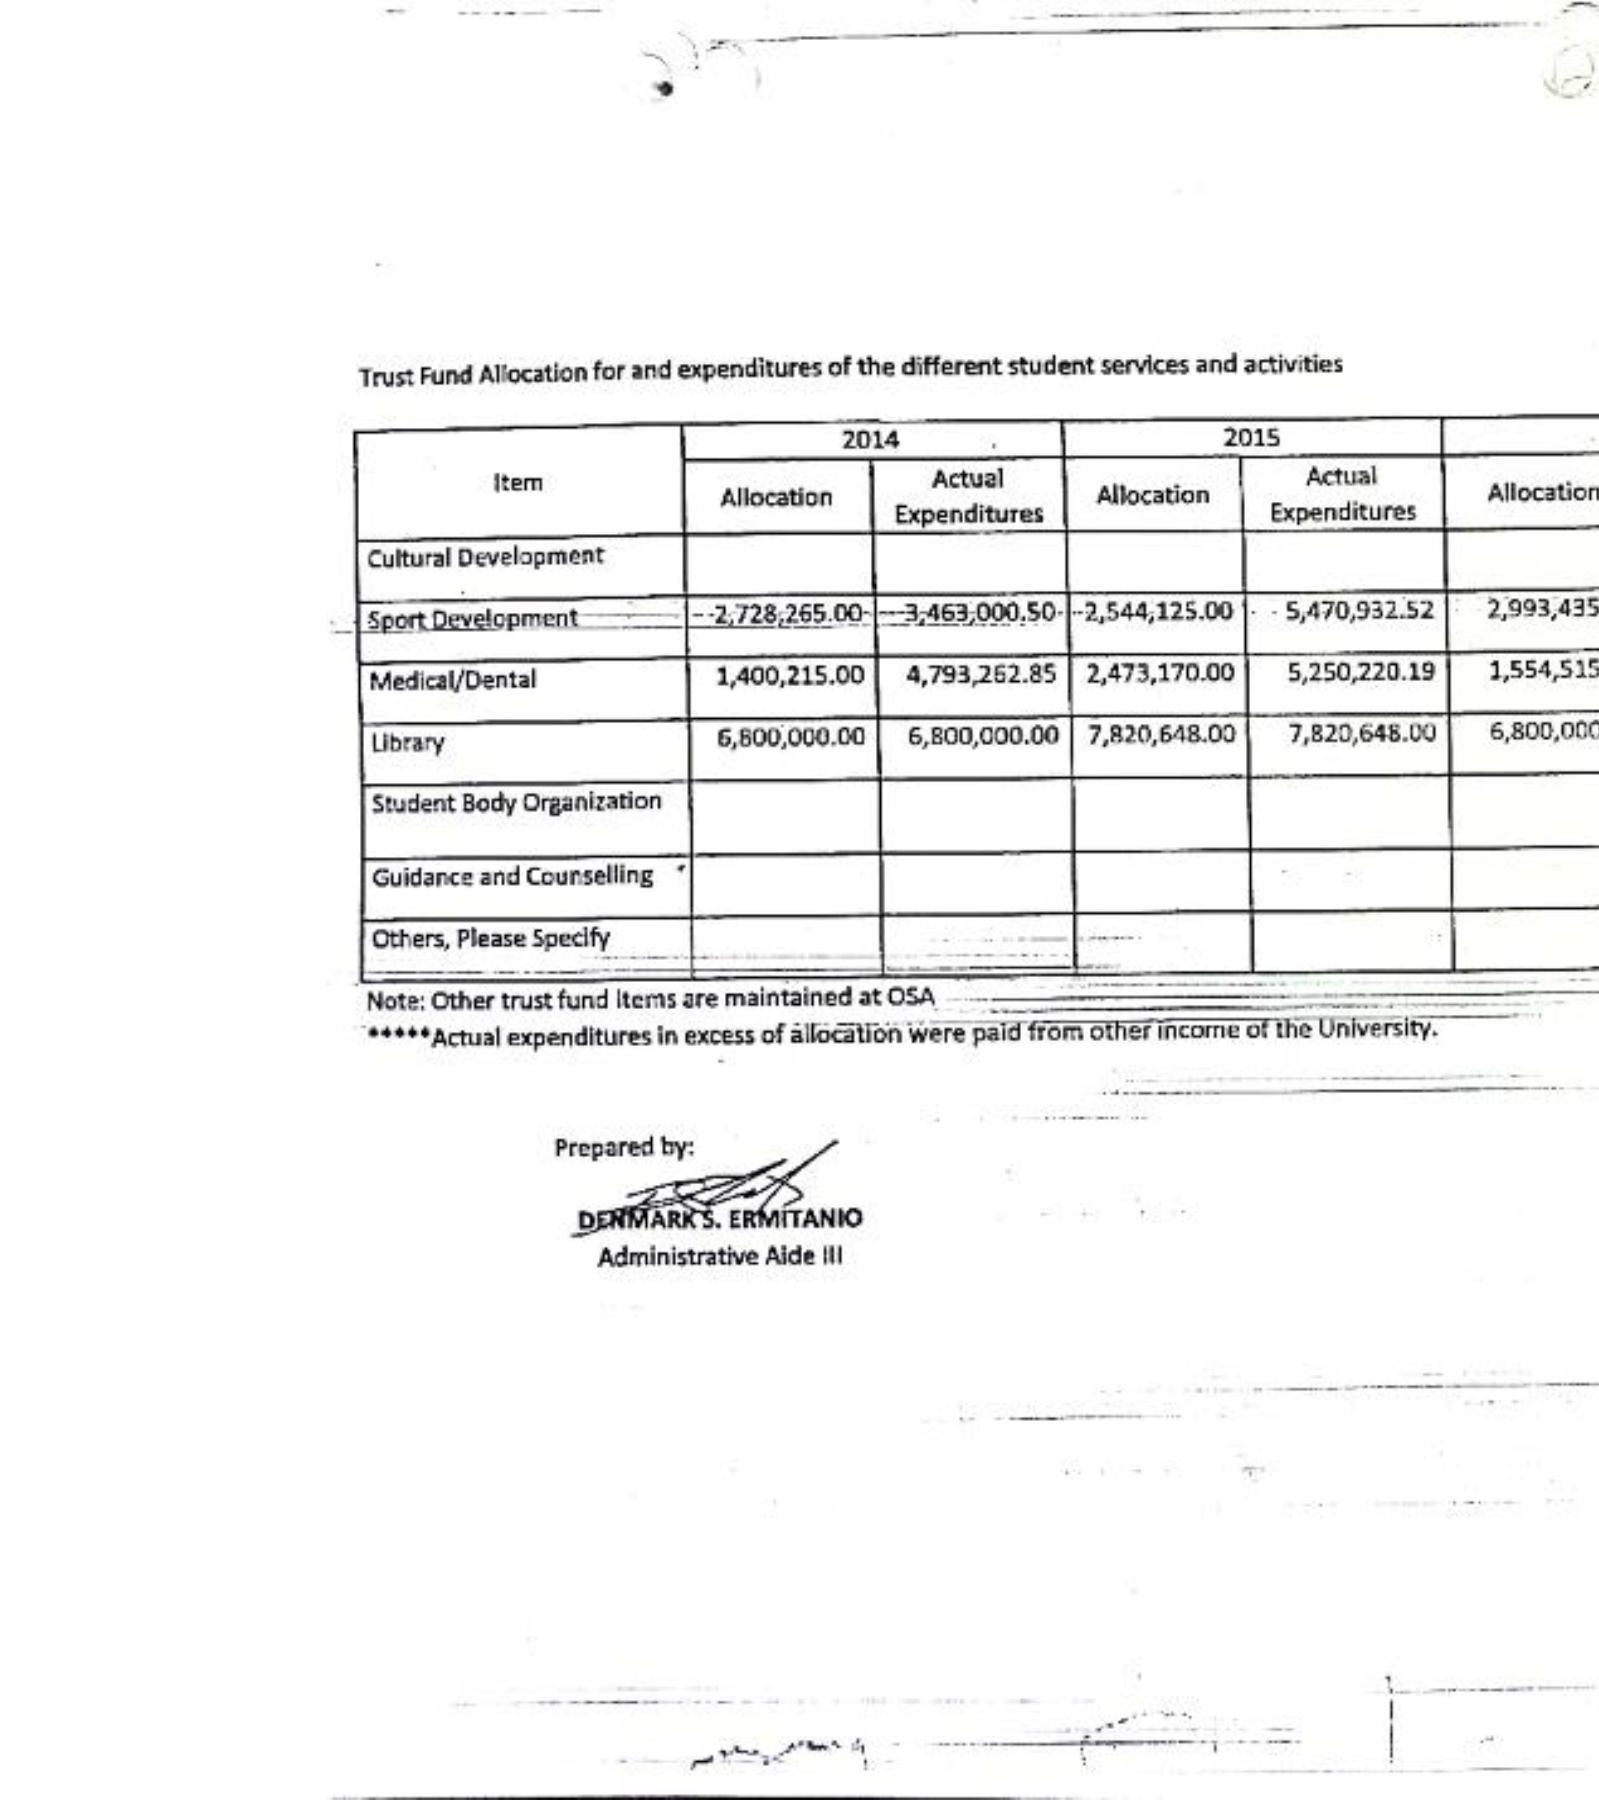 Trust Fund Allocation for and expenditures of the different student services and activities
Item 2014 2015
Allocation Actual Expenditures Allocation Actual Expenditures Allocation
Cultural Development
Sport Development 2,728,265.00 3,463,000.50 2,544,125.00 5,470,932.52 2,993,435
Medical/Dental 1,400,215.00 4,793,262.85 2,473,170.00 5,250,220.19 1,554,515
Library 6,800,000.00 6,800,000.00 7,820,648.00 7,820,648.00 6,800,000
Student Body Organization
Guidance and Counselling
Others, Please Specify
Note: Other trust fund items are maintained at OSA
*****Actual expenditures in excess of allocation were paid from other income of the University.
Prepared by:
DENMARK S. ERMITANIO
Administrative Aide III